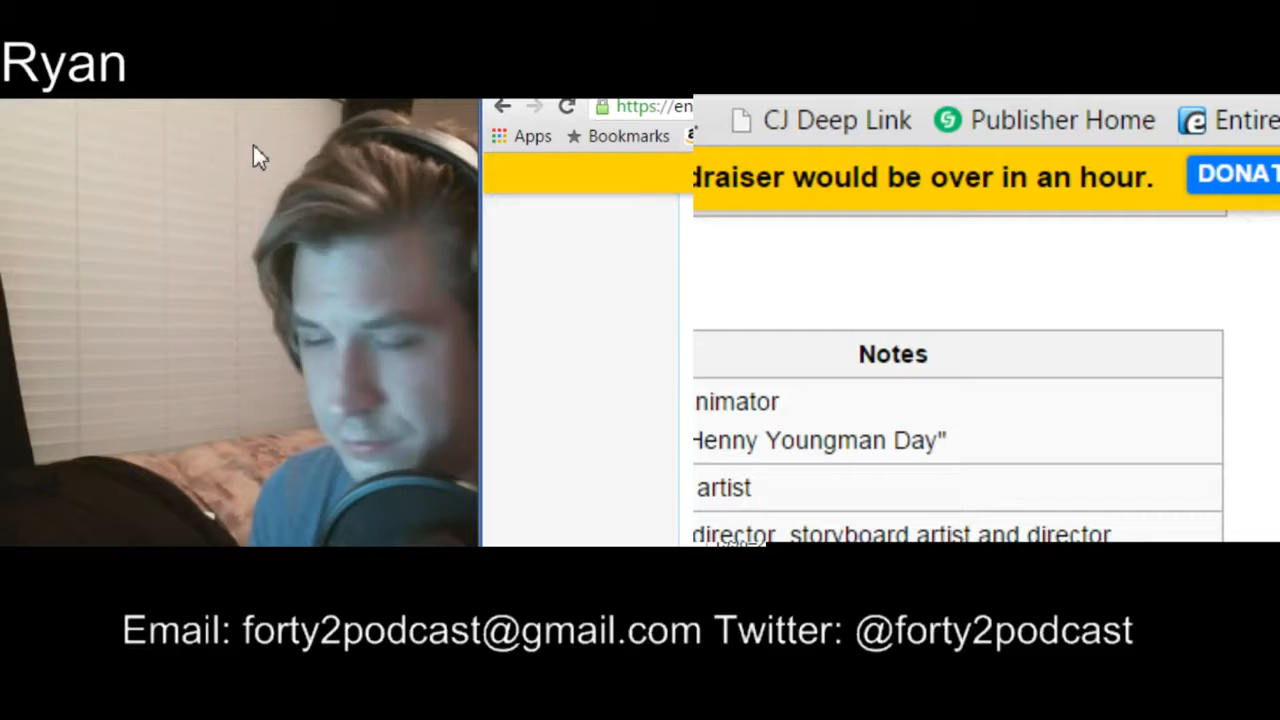 Ryan
https://en
Apps Bookmarks
CJ Deep Link Publisher Home Entire
draiser would be over in an hour. DONAT
Notes
nimator
Henny Youngman Day"
artist
director, storyboard artist and director
Email: forty2podcast@gmail.com Twitter: @forty2podcast